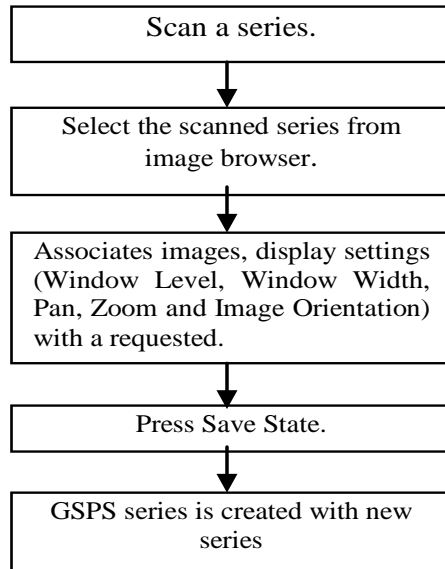 Scan a series.
Select the scanned series from
image browser.
Associates images, display settings
(Window Level, Window Width,
Pan, Zoom and Image Orientation)
with a requested.
Press Save State.
GSPS series is created with new
series